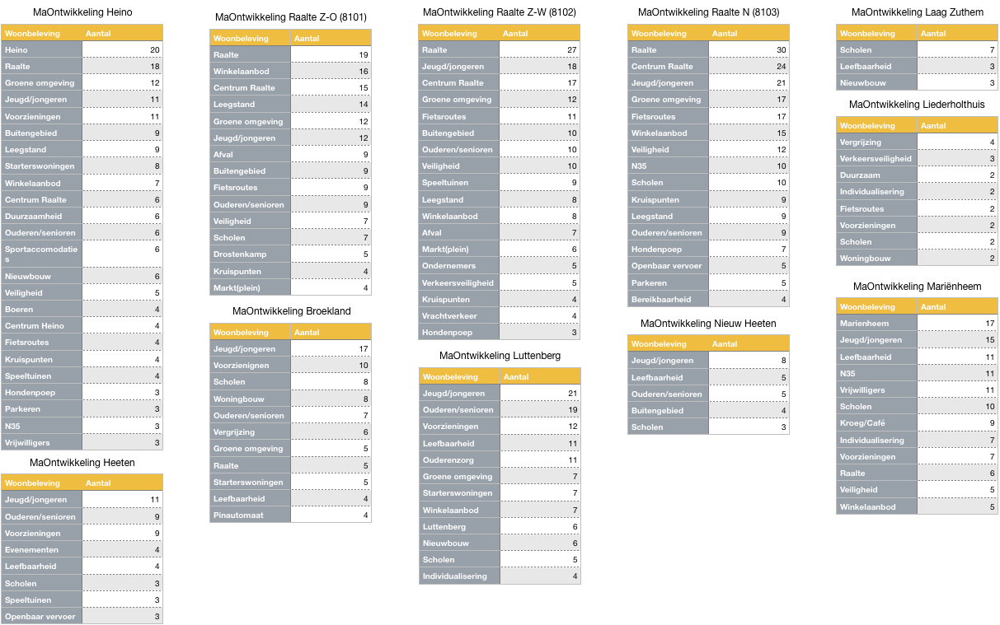 MaOntwikkeling Heino
Woonbeleving Aantal
Heino 20
Raalte 18
Groene omgeving 12
Jeugd/jongeren 11
Voorzieningen 11
Buitengebied 9
Leegstand 9
Starterswoningen 8
Winkelaanbod 7
Centrum Raalte 6
Duurzaamheid 6
Ouderen/senioren 6
Sportaccomodatie 6
s
Nieuwbouw 6
Veiligheid 5
Boeren 4
Centrum Heino 4
Fietsroutes 4
Kruispunten 4
Speeltuinen 4
Hondenpoep 3
Parkeren 3
N35 3
Vrijwilligers 3
MaOntwikkeling Heeten
Woonbeleving Aantal
Jeugd/jongeren 11
Ouderen/senioren 9
Voorzieningen 9
Evenementen 4
Leefbaarheid 4
Scholen 3
Speeltuinen 3
Openbaar vervoer 3
MaOntwikkeling Raalte Z-O (8101)
Woonbeleving Aantal
Raalte 19
Winkelaanbod 16
Centrum Raalte 15
Leegstand 14
Groene omgeving 12
Jeugd/jongeren 12
Afval 9
Buitengebied 9
Fietsroutes 9
Ouderen/senioren 9
Veiligheid 7
Scholen 7
Drostenkamp 5
Kruispunten 4
Markt(plein) 4
MaOntwikkeling Broekland
Woonbeleving Aantal
Jeugd/jongeren 17
Voorzienignen 10
Scholen 8
Woningbouw 8
Ouderen/senioren 7
Vergrijzing 6
Groene omgeving 5
Raalte 5
Starterswoningen 5
Leefbaarheid 4
Pinautomaat 4
MaOntwikkeling Raalte Z-W (8102)
Woonbeleving Aantal
Raalte 27
Jeugd/jongeren 18
Centrum Raalte 17
Groene omgeving 12
Fietsroutes 11
Buitengebied 10
Ouderen/senioren 10
Veiligheid 10
Speeltuinen 9
Leegstand 8
Winkelaanbod 8
Afval 7
Markt(plein) 6
Ondernemers 5
Verkeersveiligheid 5
Kruispunten 4
Vrachtverkeer 4
Hondenpoep 3
MaOntwikkeling Luttenberg
Woonbeleving Aantal
Jeugd/jongeren 21
Ouderen/senioren 19
Voorzieningen 12
Leefbaarheid 11
Ouderenzorg 11
Groene omgeving 7
Starterswoningen 7
Winkelaanbod 7
Luttenberg 6
Nieuwbouw 6
Scholen 5
Individualisering 4
MaOntwikkeling Raalte N (8103)
Woonbeleving Aantal
Raalte 30
Centrum Raalte 24
Jeugd/jongeren 21
Groene omgeving 17
Fietsroutes 17
Winkelaanbod 15
Veiligheid 12
N35 10
Scholen 10
Kruispunten 9
Leegstand 9
Ouderen/senioren 9
Hondenpoep 7
Openbaar vervoer 5
Parkeren 5
Bereikbaarheid 4
MaOntwikkeling Nieuw Heeten
Woonbeleving Aantal
Jeugd/jongeren 8
Leefbaarheid 5
Ouderen/senioren 5
Buitengebied 4
Scholen 3
MaOntwikkeling Laag Zuthem
Woonbeleving Aantal
Scholen 7
Leefbaarheid 3
Nieuwbouw 3
MaOntwikkeling Liederholthuis
Woonbeleving Aantal
Vergrijzing 4
Verkeersveiligheid 3
Duurzaam 2
Individualisering 2
Fietsroutes 2
Voorzieningen 2
Scholen 2
Woningbouw 2
MaOntwikkeling Mariënheem
Woonbeleving Aantal
Marienheem 17
Jeugd/jongeren 15
Leefbaarheid 11
N35 11
Vrijwilligers 11
Scholen 10
Kroeg/Café 9
Individualisering 7
Voorzieningen 7
Raalte 6
Veiligheid 5
Winkelaanbod 5